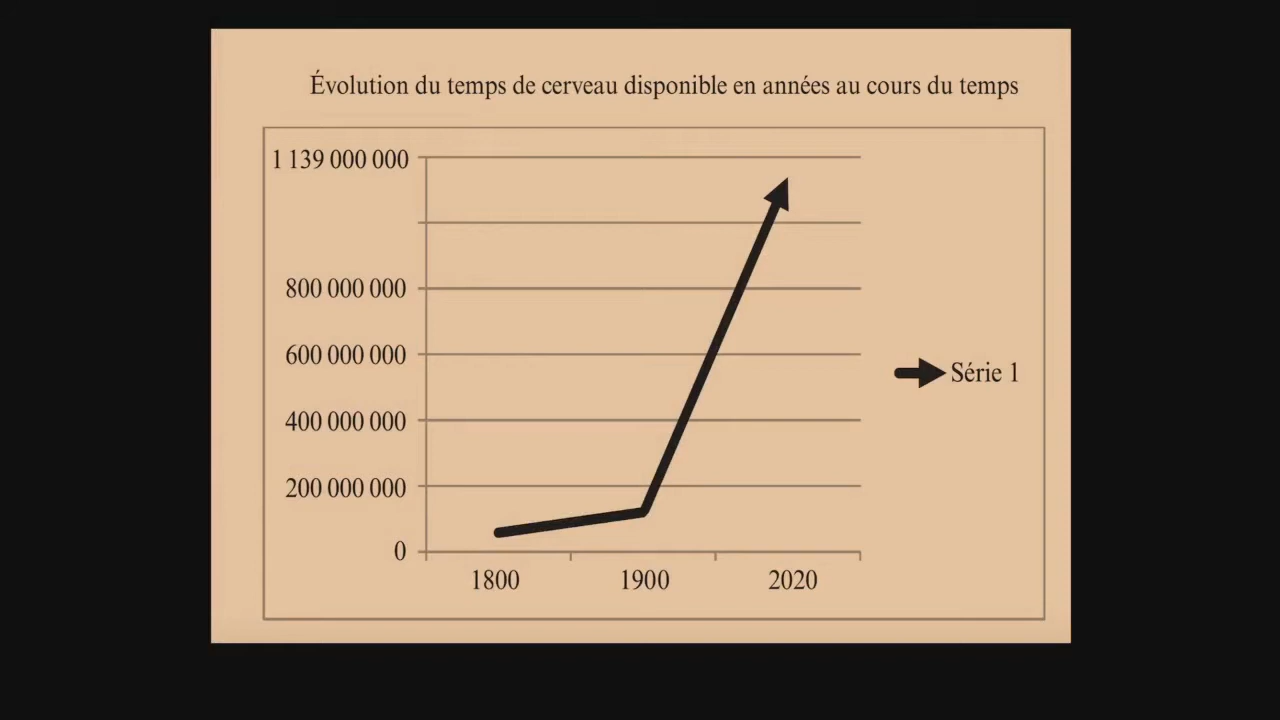 Évolution du temps de cerveau disponible en années au cours du temps
1 139 000 000
800 000 000
600 000 000
400 000 000
200 000 000
0
1800 1900 2020
Série 1